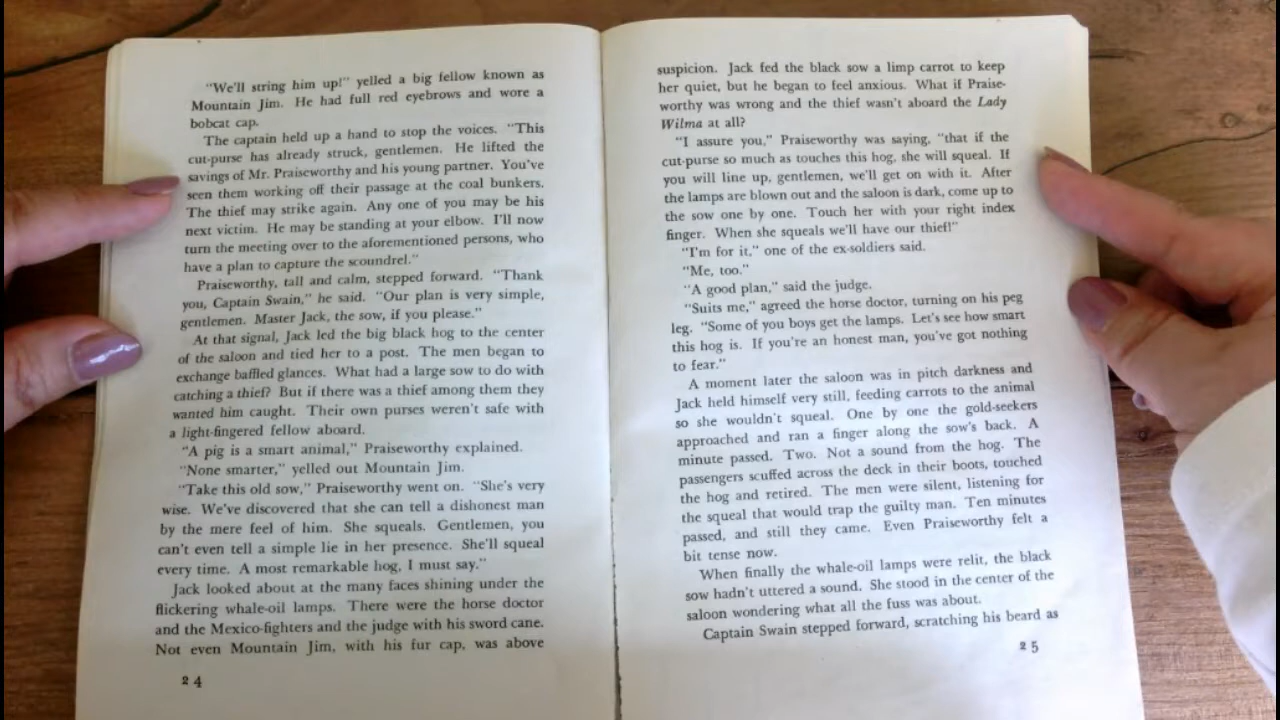 "We'll string him up!" yelled a big fellow known as
Mountain Jim. He had full red eyebrows and wore a
bobcat cap.
The captain held up a hand to stop the voices. "This
cut-purse has already struck, gentlemen. He lifted the
savings of Mr. Praiseworthy and his young partner. You've
seen them working off their passage at the coal bunkers.
The thief may strike again. Any one of you may be his
next victim. He may be standing at your elbow. I'll now
turn the meeting over to the aforementioned persons, who
have a plan to capture the scoundrel."
Praiseworthy, tall and calm, stepped forward. "Thank
you, Captain Swain," he said. "Our plan is very simple,
gentlemen. Master Jack, the sow, if you please."
At that signal, Jack led the big black hog to the center
of the saloon and tied her to a post. The men began to
exchange baffled glances. What had a large sow to do with
catching a thief? But if there was a thief among them they
wanted him caught. Their own purses weren't safe with
a light-fingered fellow aboard.
"A pig is a smart animal," Praiseworthy explained.
"None smarter," yelled out Mountain Jim.
"Take this old sow," Praiseworthy went on. "She's very
wise. We've discovered that she can tell a dishonest man
by the mere feel of him. She squeals. Gentlemen, you
can't even tell a simple lie in her presence. She'll squeal
every time. A most remarkable hog, I must say."
Jack looked about at the many faces shining under the
flickering whale-oil lamps. There were the horse doctor
and the Mexico-fighters and the judge with his sword cane.
Not even Mountain Jim, with his fur cap, was above
24
suspicion. Jack fed the black sow a limp carrot to keep
her quiet, but he began to feel anxious. What if Praise-
worthy was wrong and the thief wasn't aboard the Lady
Wilma at all?
"I assure you," Praiseworthy was saying, "that if the
cut-purse so much as touches this hog, she will squeal. If
you will line up, gentlemen, we'll get on with it. After
the lamps are blown out and the saloon is dark, come up to
the sow one by one. Touch her with your right index
finger. When she squeals we'll have our thief!"
"I'm for it," one of the ex-soldiers said.
"Me, too."
"A good plan," said the judge.
"Suits me," agreed the horse doctor, turning on his peg
leg. "Some of you boys get the lamps. Let's see how smart
this hog is. If you're an honest man, you've got nothing
to fear."
A moment later the saloon was in pitch darkness and
Jack held himself very still, feeding carrots to the animal
so she wouldn't squeal. One by one the gold-seekers
approached and ran a finger along the sow's back. A
minute passed. Two. Not a sound from the hog. The
passengers scuffed across the deck in their boots, touched
the hog and retired. The men were silent, listening for
the squeal that would trap the guilty man. Ten minutes
passed, and still they came. Even Praiseworthy felt a
bit tense now.
When finally the whale-oil lamps were relit, the black
sow hadn't uttered a sound. She stood in the center of the
saloon wondering what all the fuss was about.
Captain Swain stepped forward, scratching his beard as
25